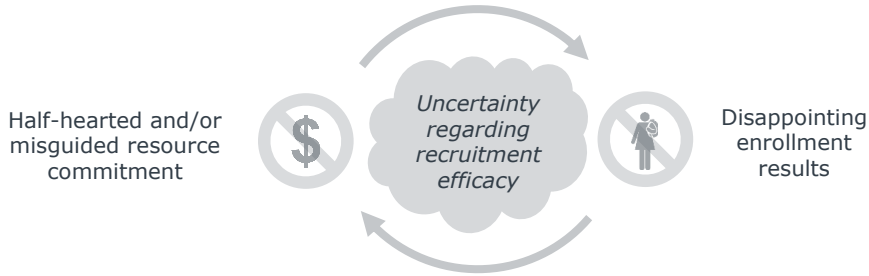 Half-hearted and/or
misguided resource
commitment
$
Uncertainty
regarding
recruitment
efficacy
Disappointing
enrollment
results